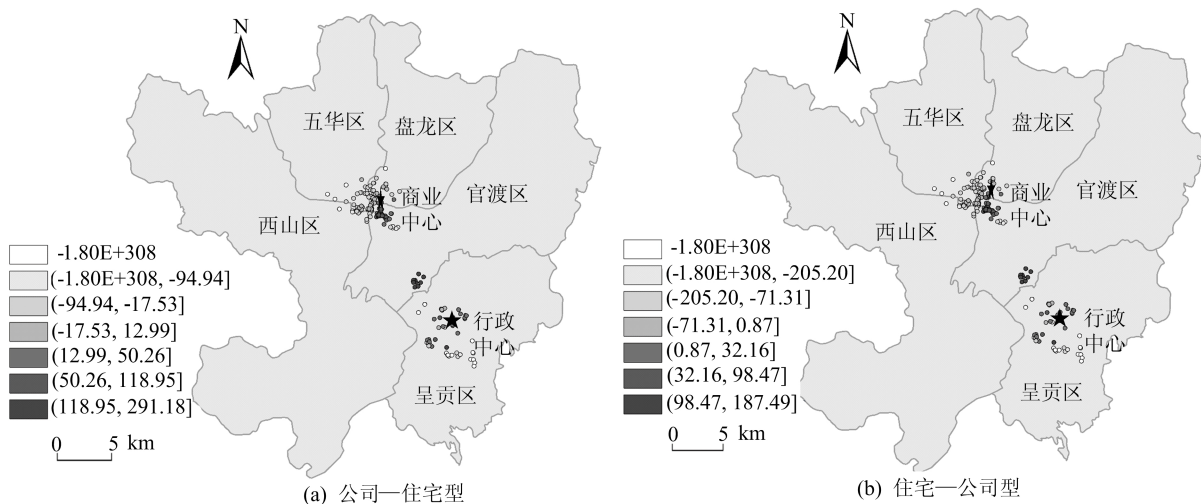 N
五华区
盘龙区
商业
中心
官渡区
西山区
行政
中心
呈贡区
-1.80E+308
(-1.80E+308, -94.94]
(-94.94, -17.53]
(-17.53, 12.99]
(12.99, 50.26]
(50.26, 118.95]
(118.95, 291.18]
0 5 km
(a) 公司—住宅型
N
五华区
盘龙区
商业
中心
官渡区
西山区
行政
中心
呈贡区
-1.80E+308
(-1.80E+308, -205.20]
(-205.20, -71.31]
(-71.31, 0.87]
(0.87, 32.16]
(32.16, 98.47]
(98.47, 187.49]
0 5 km
(b) 住宅—公司型